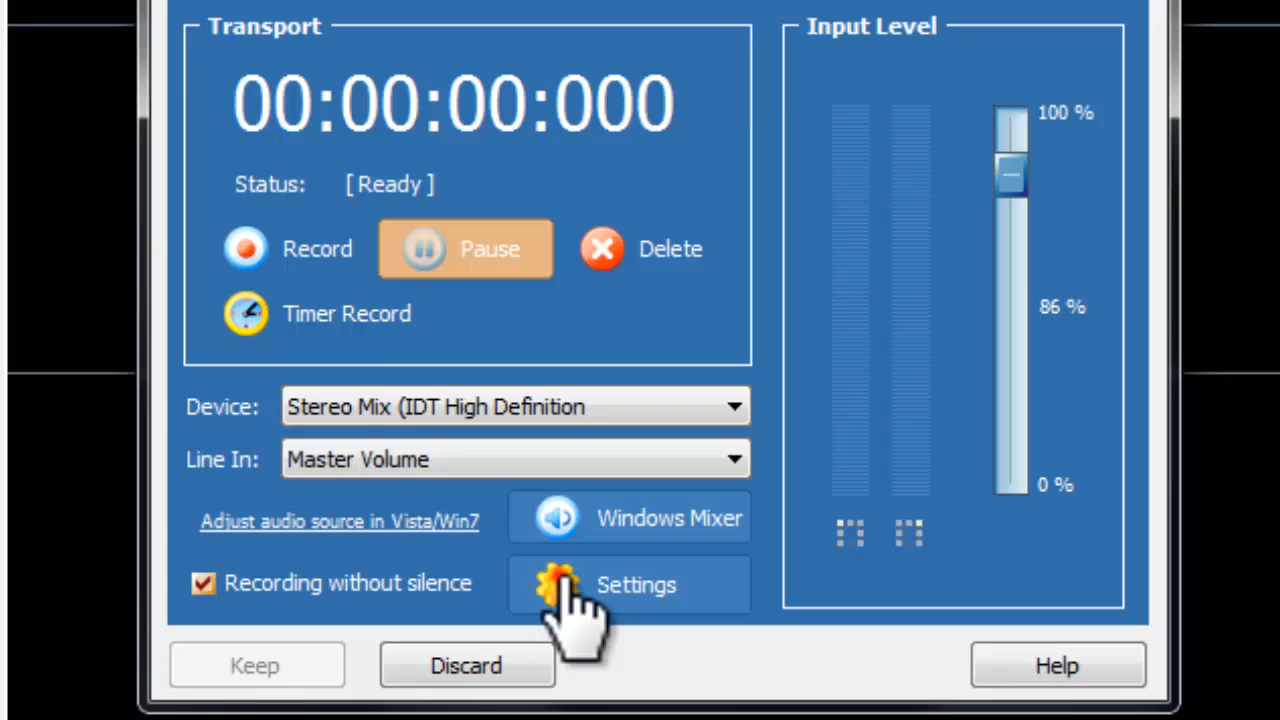 Transport
Input Level
00:00:00:000
100 %
Status: [ Ready ]
Record Pause Delete
86 %
Timer Record
Device: Stereo Mix (IDT High Definition
Line In: Master Volume
0 %
Adjust audio source in Vista/Win7
Windows Mixer
Recording without silence
Settings
Keep Discard Help